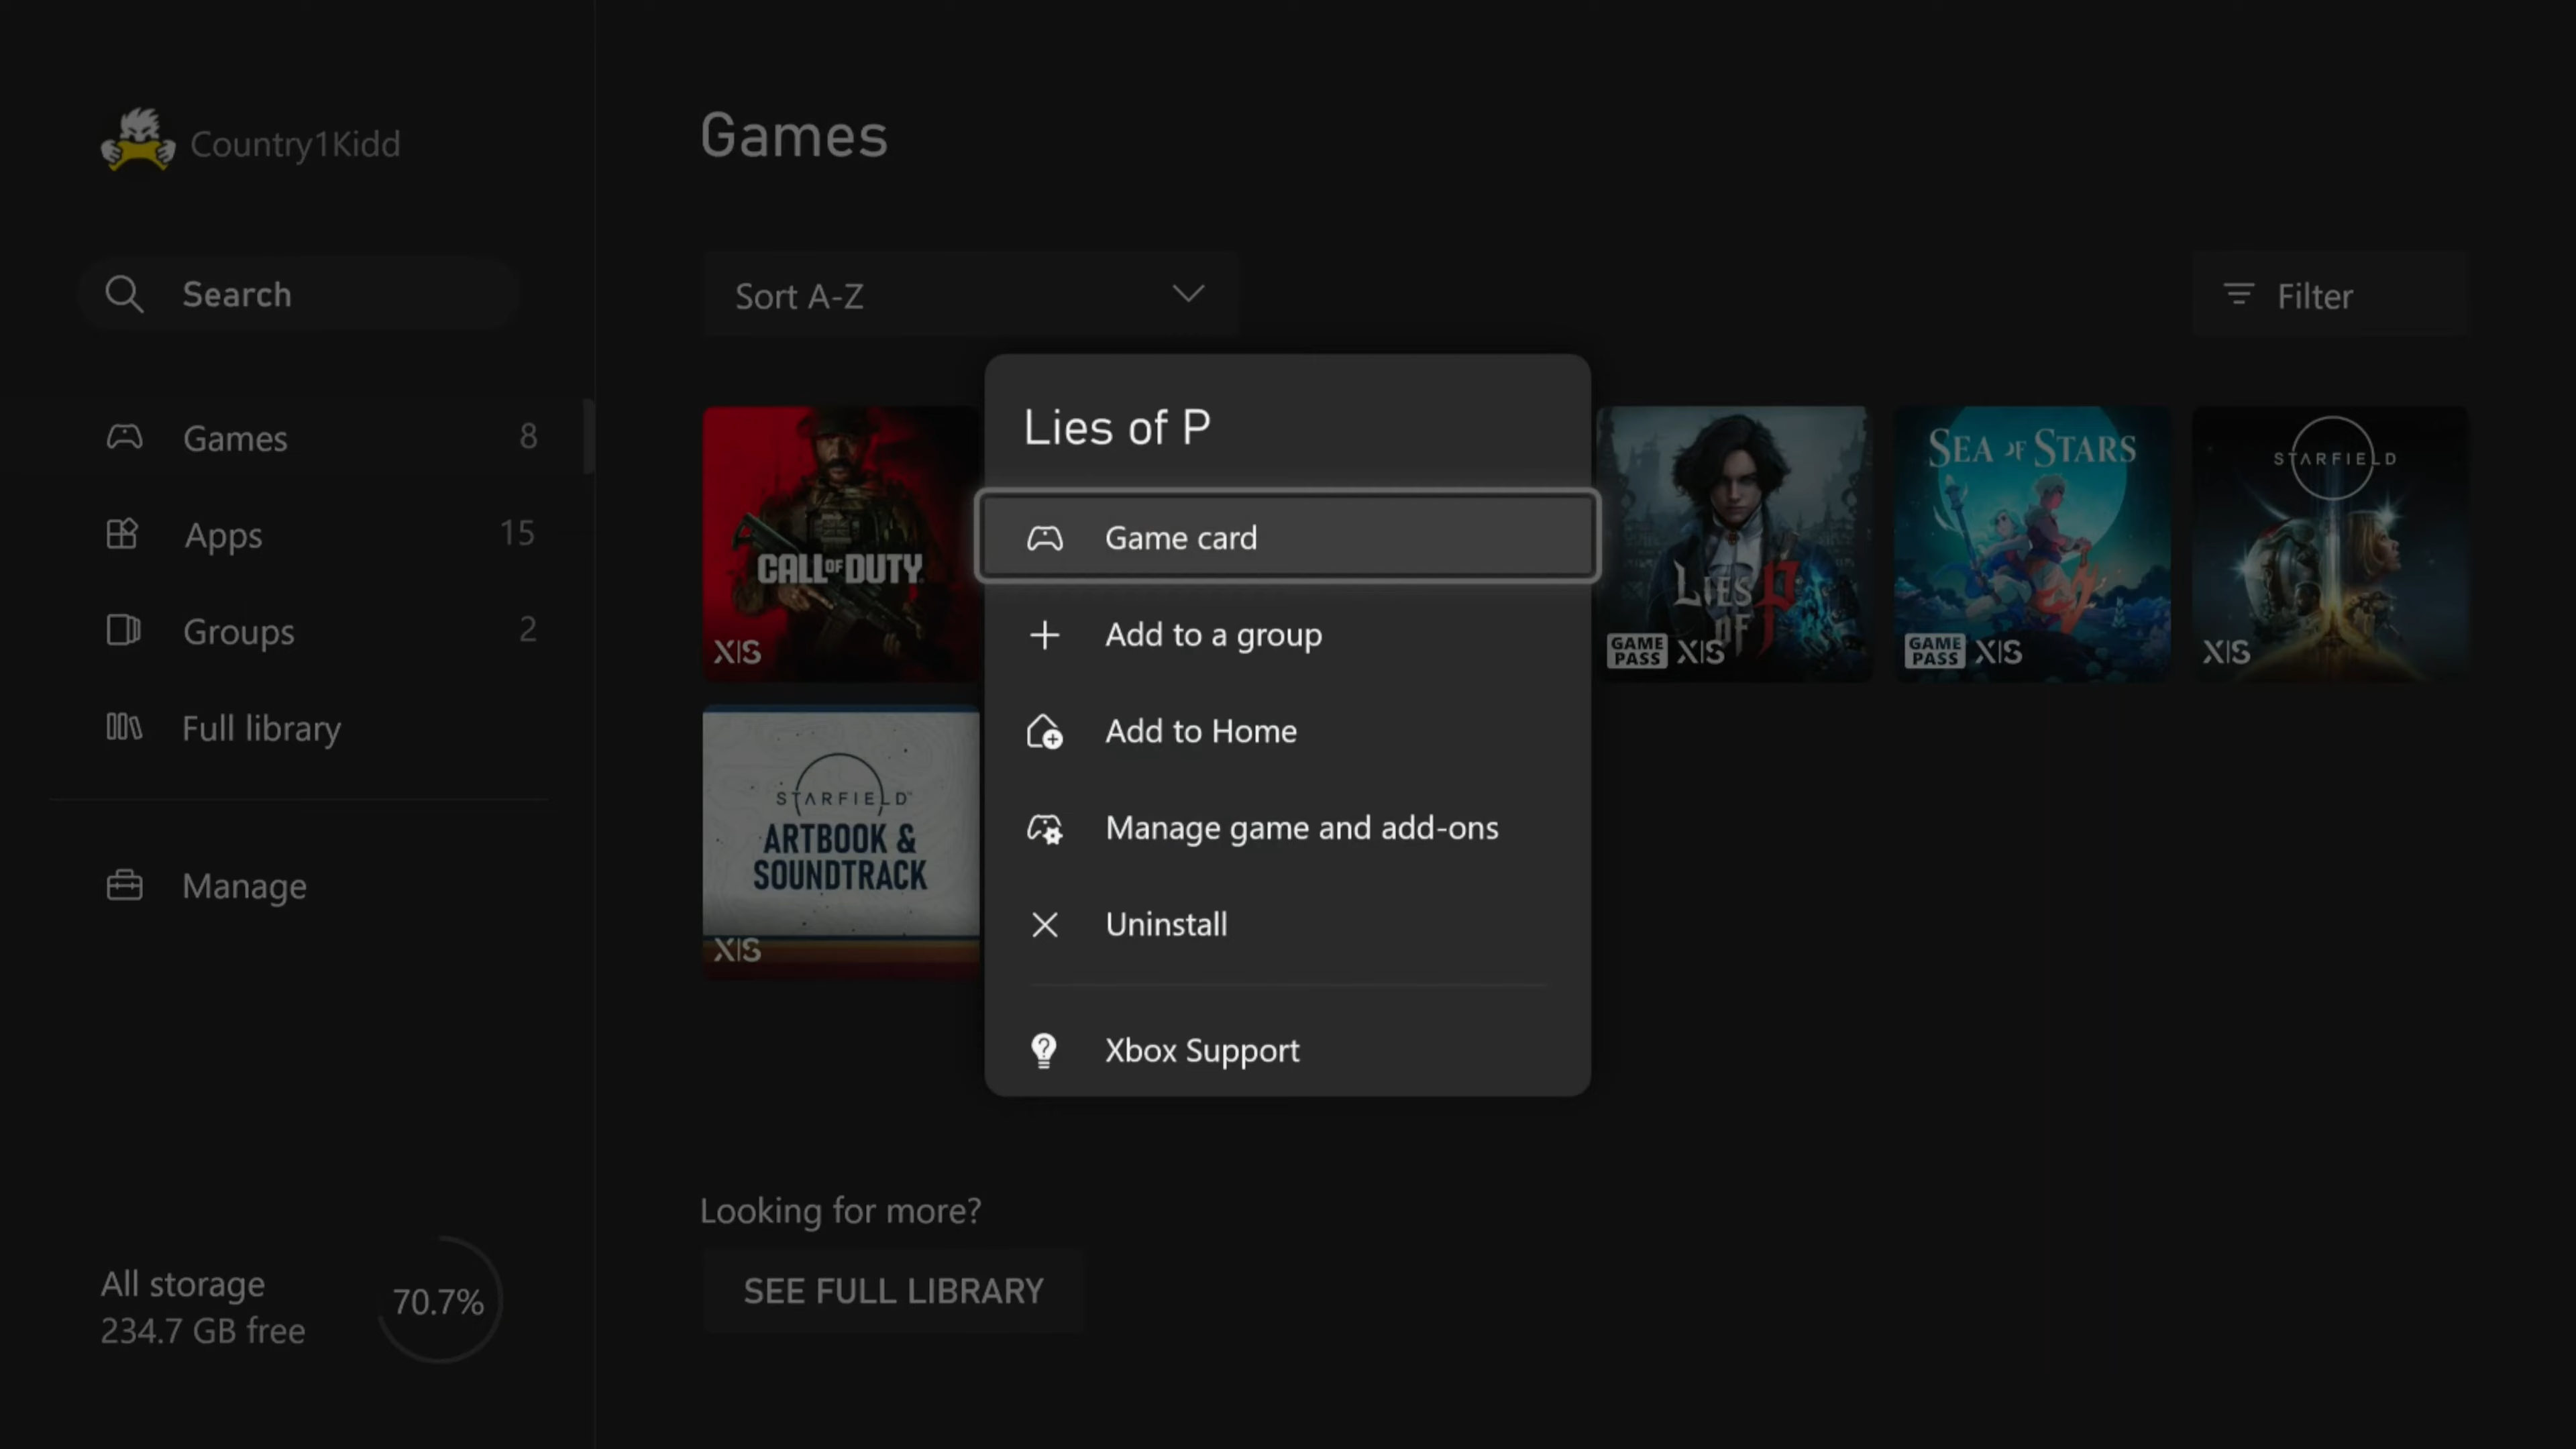 Country1Kidd
Search
Games 8
Apps 15
Groups 2
Full library
Manage
All storage
234.7 GB free
70.7%
Games
Sort A-Z
Filter
CALL OF DUTY
X|S
LIES
OF P
GAME
PASS X|S
SEA OF STARS
GAME
PASS X|S
STARFIELD
X|S
STARFIELD™
ARTBOOK &
SOUNDTRACK
X|S
Lies of P
Game card
Add to a group
Add to Home
Manage game and add-ons
Uninstall
Xbox Support
Looking for more?
SEE FULL LIBRARY